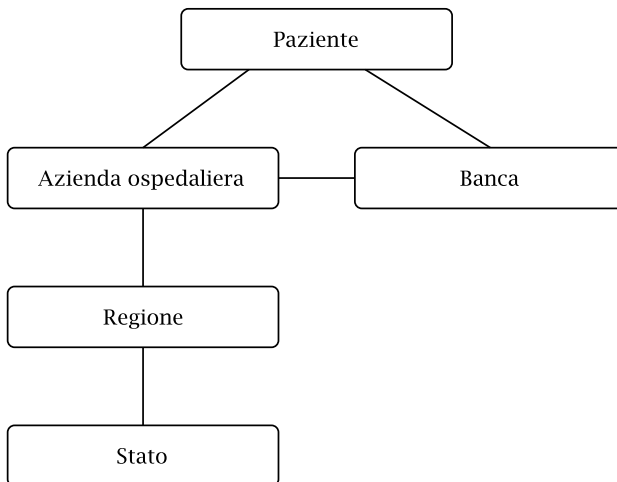 Paziente
Azienda ospedaliera
Banca
Regione
Stato